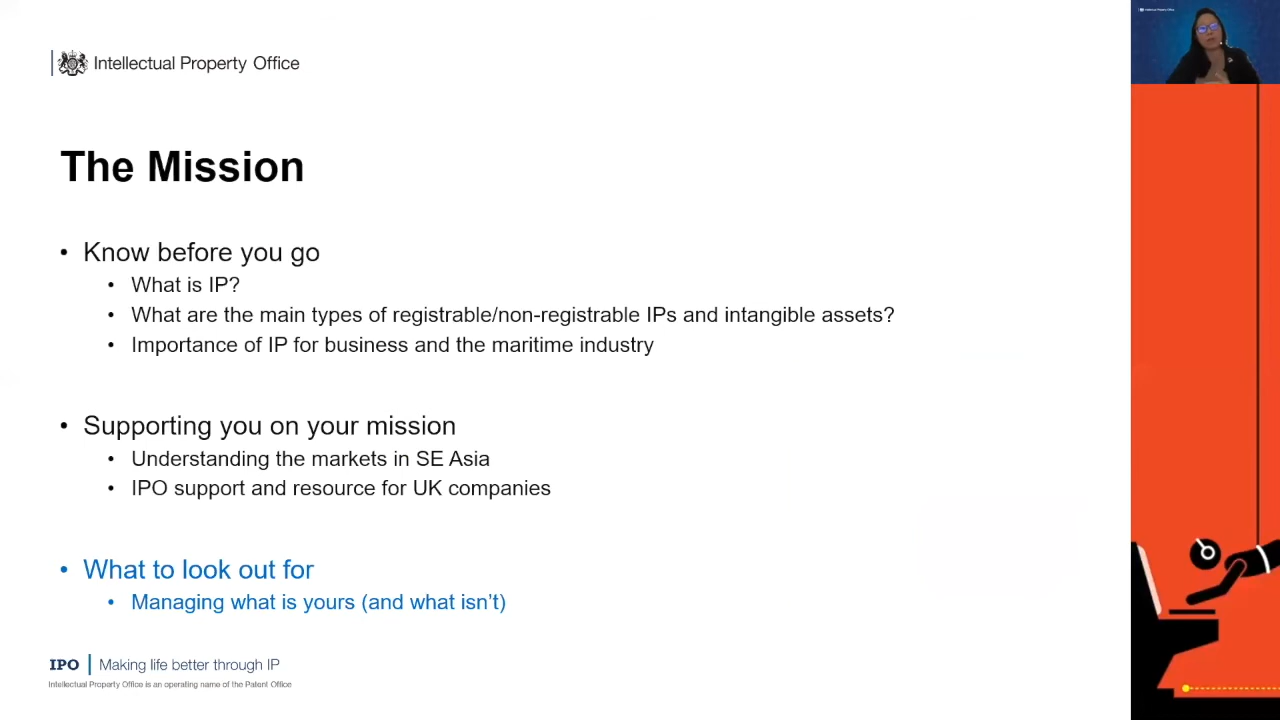 Intellectual Property Office
The Mission
• Know before you go
• What is IP?
• What are the main types of registrable/non-registrable IPs and intangible assets?
• Importance of IP for business and the maritime industry
• Supporting you on your mission
• Understanding the markets in SE Asia
• IPO support and resource for UK companies
• What to look out for
• Managing what is yours (and what isn’t)
IPO | Making life better through IP
Intellectual Property Office is an operating name of the Patent Office